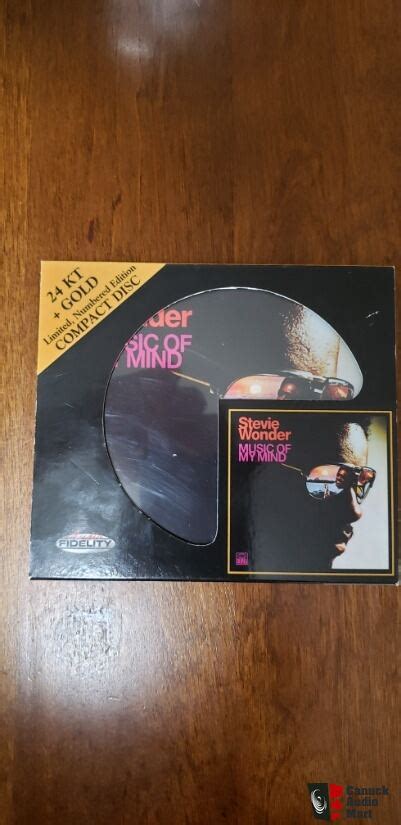 24 KT
+ GOLD
Limited, Numbered Edition
COMPACT DISC
der
SIC OF
MIND
Stevie
Wonder
MUSIC OF
MY MIND
FIDELITY
Canuck
Audio
Mart